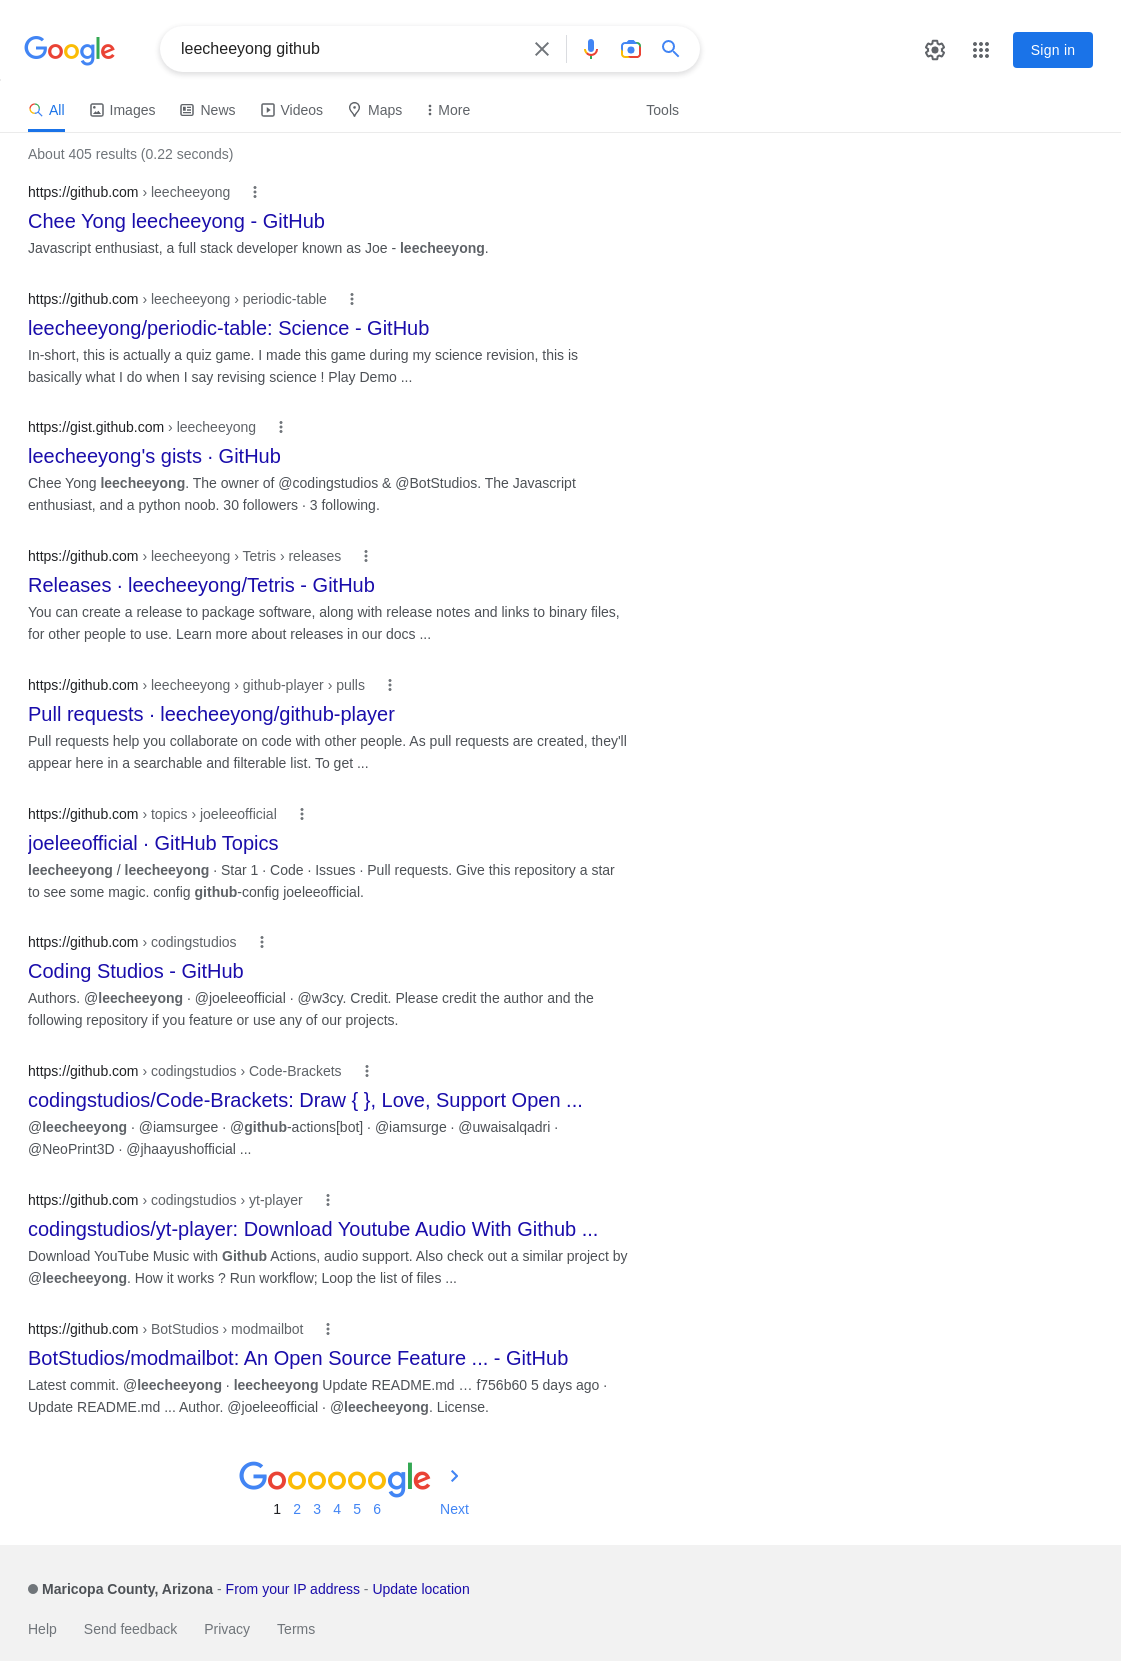 Google
leecheeyong github
Sign in
All Images News Videos Maps More Tools
About 405 results (0.22 seconds)
https://github.com › leecheeyong
Chee Yong leecheeyong - GitHub
Javascript enthusiast, a full stack developer known as Joe - leecheeyong.
https://github.com › leecheeyong › periodic-table
leecheeyong/periodic-table: Science - GitHub
In-short, this is actually a quiz game. I made this game during my science revision, this is
basically what I do when I say revising science ! Play Demo ...
https://gist.github.com › leecheeyong
leecheeyong's gists · GitHub
Chee Yong leecheeyong. The owner of @codingstudios & @BotStudios. The Javascript
enthusiast, and a python noob. 30 followers · 3 following.
https://github.com › leecheeyong › Tetris › releases
Releases · leecheeyong/Tetris - GitHub
You can create a release to package software, along with release notes and links to binary files,
for other people to use. Learn more about releases in our docs ...
https://github.com › leecheeyong › github-player › pulls
Pull requests · leecheeyong/github-player
Pull requests help you collaborate on code with other people. As pull requests are created, they'll
appear here in a searchable and filterable list. To get ...
https://github.com › topics › joeleeofficial
joeleeofficial · GitHub Topics
leecheeyong / leecheeyong · Star 1 · Code · Issues · Pull requests. Give this repository a star
to see some magic. config github-config joeleeofficial.
https://github.com › codingstudios
Coding Studios - GitHub
Authors. @leecheeyong · @joeleeofficial · @w3cy. Credit. Please credit the author and the
following repository if you feature or use any of our projects.
https://github.com › codingstudios › Code-Brackets
codingstudios/Code-Brackets: Draw { }, Love, Support Open ...
@leecheeyong · @iamsurgee · @github-actions[bot] · @iamsurge · @uwaisalqadri ·
@NeoPrint3D · @jhaayushofficial ...
https://github.com › codingstudios › yt-player
codingstudios/yt-player: Download Youtube Audio With Github ...
Download YouTube Music with Github Actions, audio support. Also check out a similar project by
@leecheeyong. How it works ? Run workflow; Loop the list of files ...
https://github.com › BotStudios › modmailbot
BotStudios/modmailbot: An Open Source Feature ... - GitHub
Latest commit. @leecheeyong · leecheeyong Update README.md … f756b60 5 days ago ·
Update README.md ... Author. @joeleeofficial · @leecheeyong. License.
Goooooogle
1 2 3 4 5 6 Next
Maricopa County, Arizona - From your IP address - Update location
Help Send feedback Privacy Terms